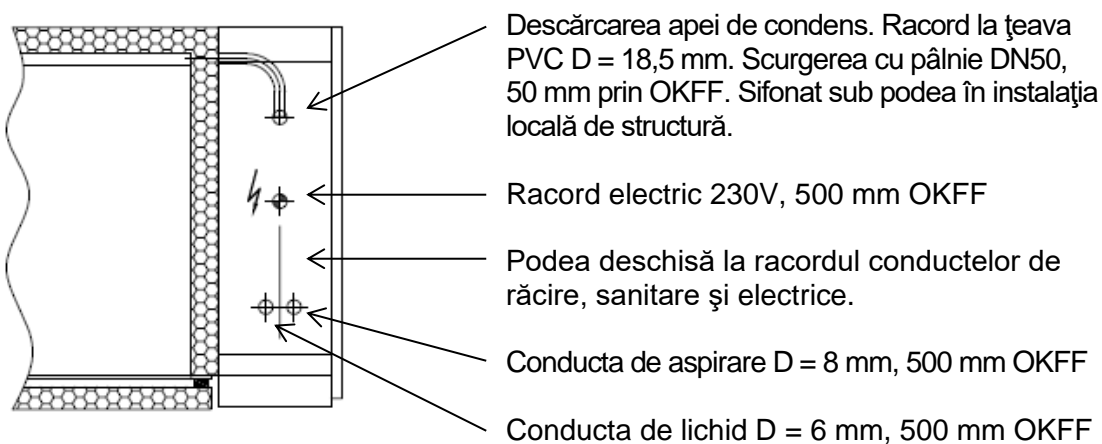 Descărcarea apei de condens. Racord la ţeava
PVC D = 18,5 mm. Scurgerea cu pâlnie DN50,
50 mm prin OKFF. Sifonat sub podea în instalaţia
locală de structură.
Racord electric 230V, 500 mm OKFF
Podea deschisă la racordul conductelor de
răcire, sanitare şi electrice.
Conducta de aspirare D = 8 mm, 500 mm OKFF
Conducta de lichid D = 6 mm, 500 mm OKFF